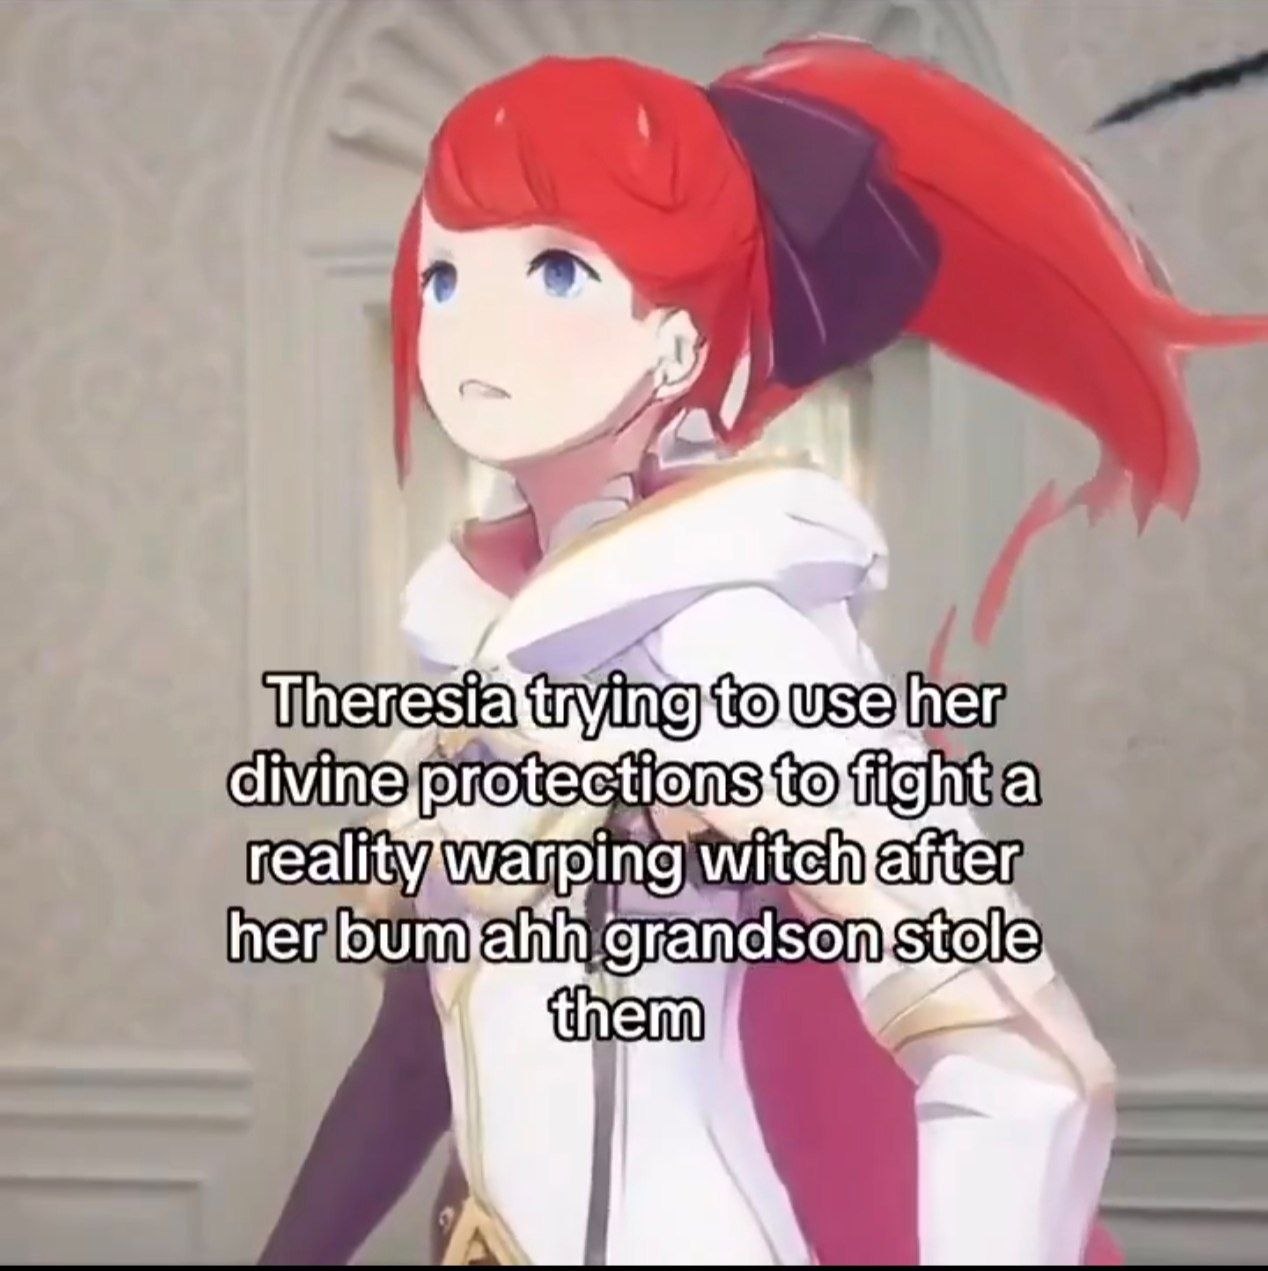 Theresia trying to use her
divine protections to fight a
reality warping witch after
her bum ahh grandson stole
them